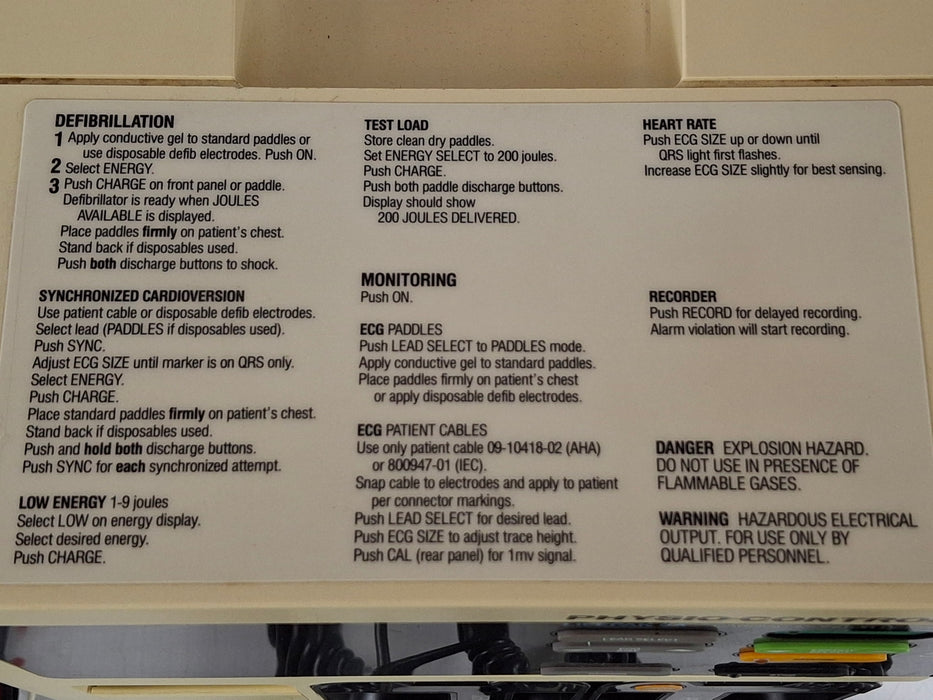 DEFIBRILLATION
1 Apply conductive gel to standard paddles or
use disposable defib electrodes. Push ON.
2 Select ENERGY.
3 Push CHARGE on front panel or paddle.
Defibrillator is ready when JOULES
AVAILABLE is displayed.
Place paddles firmly on patient's chest.
Stand back if disposables used.
Push both discharge buttons to shock.
SYNCHRONIZED CARDIOVERSION
Use patient cable or disposable defib electrodes.
Select lead (PADDLES if disposables used).
Push SYNC.
Adjust ECG SIZE until marker is on QRS only.
Select ENERGY.
Push CHARGE.
Place standard paddles firmly on patient's chest.
Stand back if disposables used.
Push and hold both discharge buttons.
Push SYNC for each synchronized attempt.
LOW ENERGY 1-9 joules
Select LOW on energy display.
Select desired energy.
Push CHARGE.
TEST LOAD
Store clean dry paddles.
Set ENERGY SELECT to 200 joules.
Push CHARGE.
Push both paddle discharge buttons.
Display should show
200 JOULES DELIVERED.
MONITORING
Push ON.
ECG PADDLES
Push LEAD SELECT to PADDLES mode.
Apply conductive gel to standard paddles.
Place paddles firmly on patient's chest
or apply disposable defib electrodes.
ECG PATIENT CABLES
Use only patient cable 09-10418-02 (AHA)
or 800947-01 (IEC).
Snap cable to electrodes and apply to patient
per connector markings.
Push LEAD SELECT for desired lead.
Push ECG SIZE to adjust trace height.
Push CAL (rear panel) for 1mv signal.
HEART RATE
Push ECG SIZE up or down until
QRS light first flashes.
Increase ECG SIZE slightly for best sensing.
RECORDER
Push RECORD for delayed recording.
Alarm violation will start recording.
DANGER EXPLOSION HAZARD.
DO NOT USE IN PRESENCE OF
FLAMMABLE GASES.
WARNING HAZARDOUS ELECTRICAL
OUTPUT. FOR USE ONLY BY
QUALIFIED PERSONNEL.
PHYSIO-CONTRO
LEAD SELECT